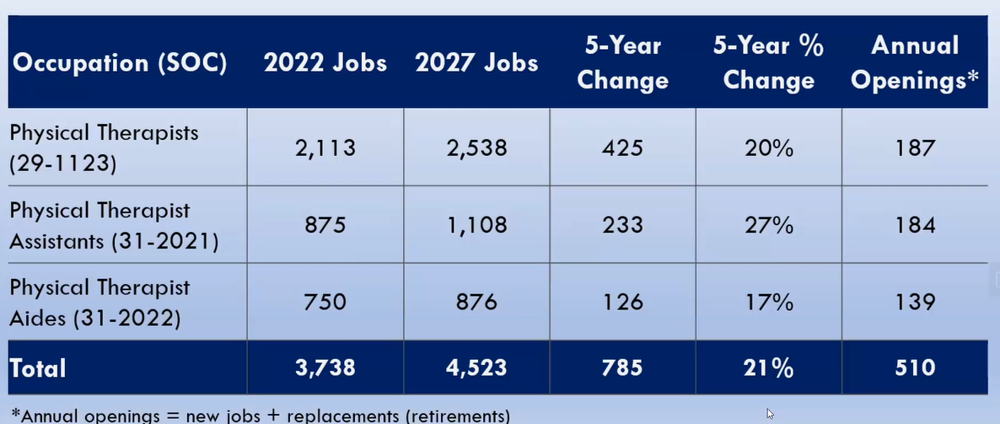 Occupation (SOC) 2022 Jobs 2027 Jobs 5-Year Change 5-Year % Change Annual Openings*
Physical Therapists (29-1123) 2,113 2,538 425 20% 187
Physical Therapist Assistants (31-2021) 875 1,108 233 27% 184
Physical Therapist Aides (31-2022) 750 876 126 17% 139
Total 3,738 4,523 785 21% 510
*Annual openings = new jobs + replacements (retirements)